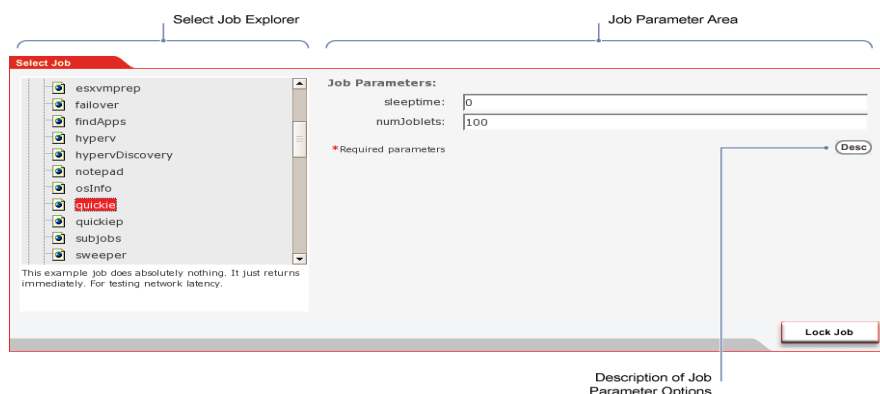 Select Job Explorer
Job Parameter Area
Select Job
esxvmprep
failover
findApps
hyperv
hypervDiscovery
notepad
osInfo
quickie
quickiep
subjobs
sweeper
This example job does absolutely nothing. It just returns
immediately. For testing network latency.
Job Parameters:
sleeptime: 0
numJoblets: 100
*Required parameters
Desc
Lock Job
Description of Job
Parameter Options